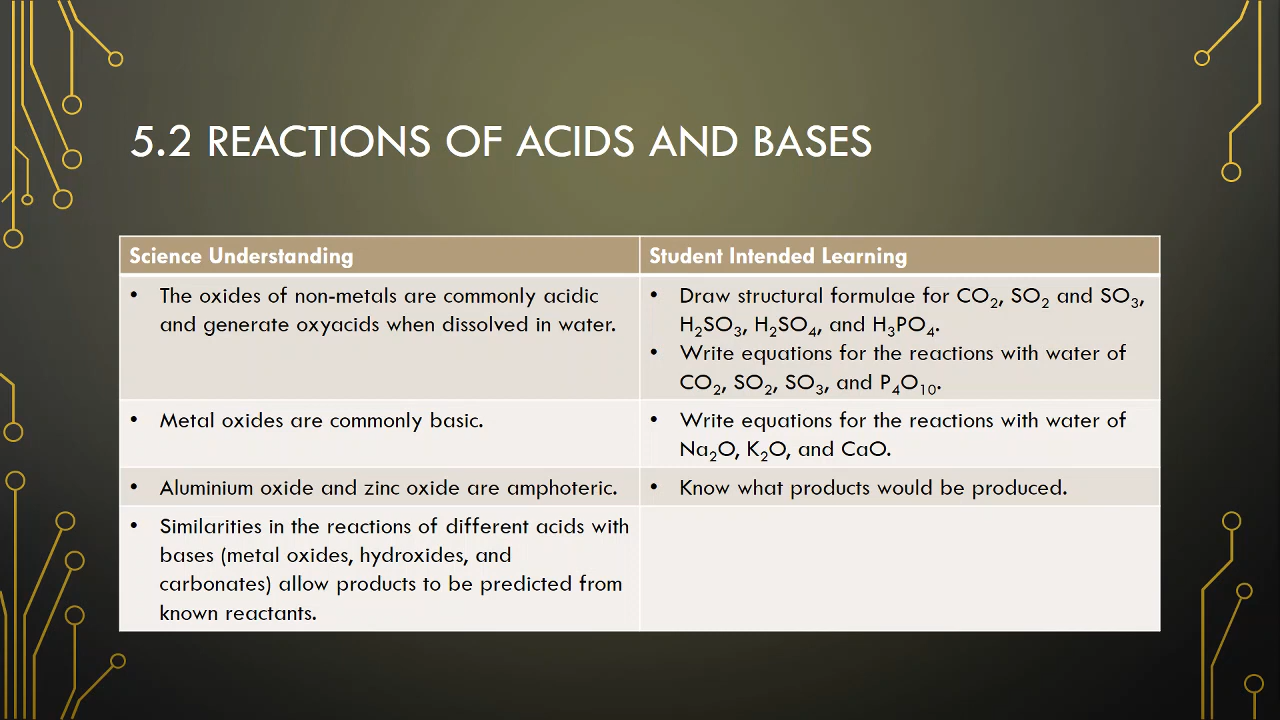 5.2 REACTIONS OF ACIDS AND BASES
Science Understanding
Student Intended Learning
• The oxides of non-metals are commonly acidic
and generate oxyacids when dissolved in water.
• Draw structural formulae for CO₂, SO₂ and SO₃,
H₂SO₃, H₂SO₄, and H₃PO₄.
• Write equations for the reactions with water of
CO₂, SO₂, SO₃, and P₄O₁₀.
• Metal oxides are commonly basic.
• Write equations for the reactions with water of
Na₂O, K₂O, and CaO.
• Aluminium oxide and zinc oxide are amphoteric.
• Know what products would be produced.
• Similarities in the reactions of different acids with
bases (metal oxides, hydroxides, and
carbonates) allow products to be predicted from
known reactants.